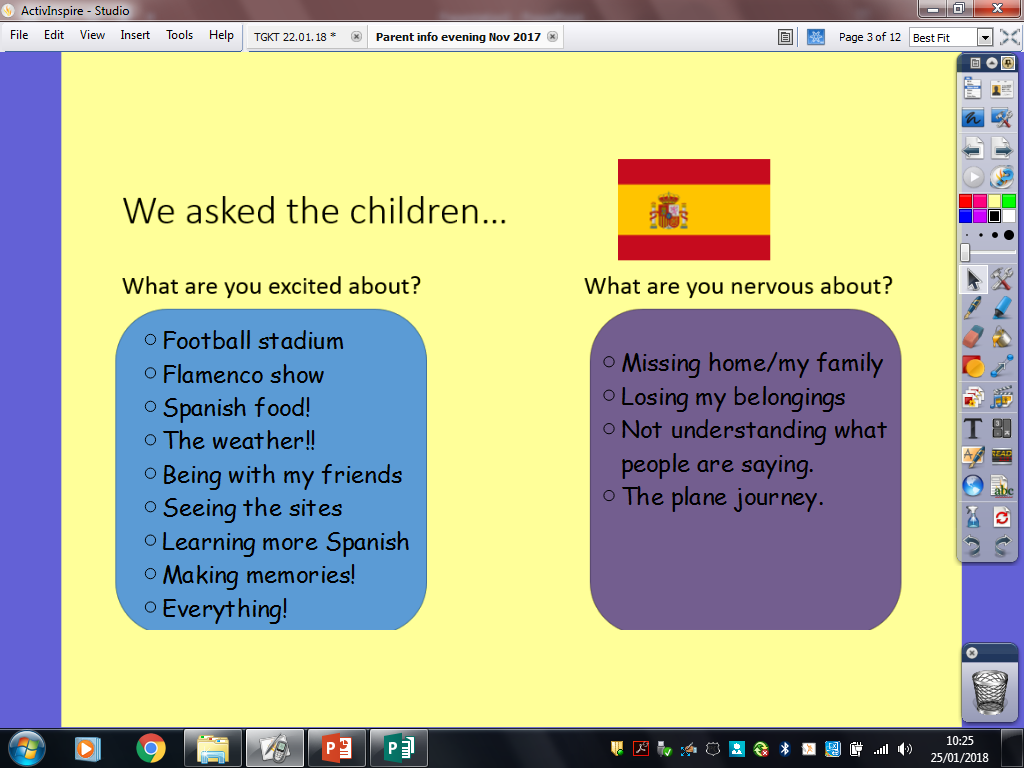 ActivInspire - Studio
File Edit View Insert Tools Help
TGKT 22.01.18 *
Parent info evening Nov 2017
Page 3 of 12
Best Fit
We asked the children...
What are you excited about?
Football stadium
Flamenco show
Spanish food!
The weather!!
Being with my friends
Seeing the sites
Learning more Spanish
Making memories!
Everything!
What are you nervous about?
Missing home/my family
Losing my belongings
Not understanding what
people are saying.
The plane journey.
10:25
25/01/2018